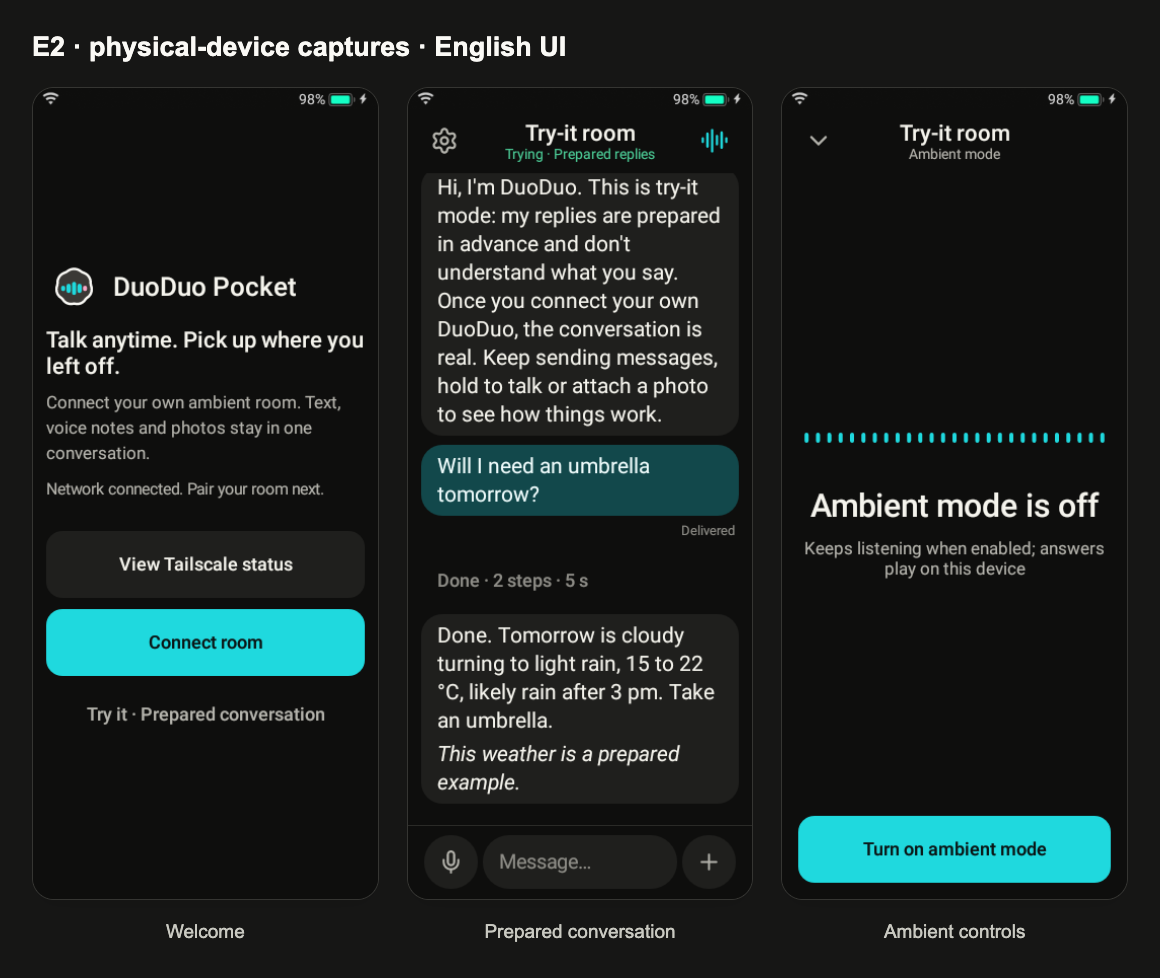 E2 · physical-device captures · English UI
98%
DuoDuo Pocket
Talk anytime. Pick up where you
left off.
Connect your own ambient room. Text,
voice notes and photos stay in one
conversation.
Network connected. Pair your room next.
View Tailscale status
Connect room
Try it · Prepared conversation
Welcome
98%
Try-it room
Trying · Prepared replies
Hi, I'm DuoDuo. This is try-it
mode: my replies are prepared
in advance and don't
understand what you say.
Once you connect your own
DuoDuo, the conversation is
real. Keep sending messages,
hold to talk or attach a photo
to see how things work.
Will I need an umbrella
tomorrow?
Delivered
Done · 2 steps · 5 s
Done. Tomorrow is cloudy
turning to light rain, 15 to 22
°C, likely rain after 3 pm. Take
an umbrella.
This weather is a prepared
example.
Message...
Prepared conversation
98%
Try-it room
Ambient mode
Ambient mode is off
Keeps listening when enabled; answers
play on this device
Turn on ambient mode
Ambient controls